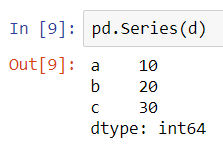 In [9]: pd.Series(d)
Out[9]: a    10
b    20
c    30
dtype: int64